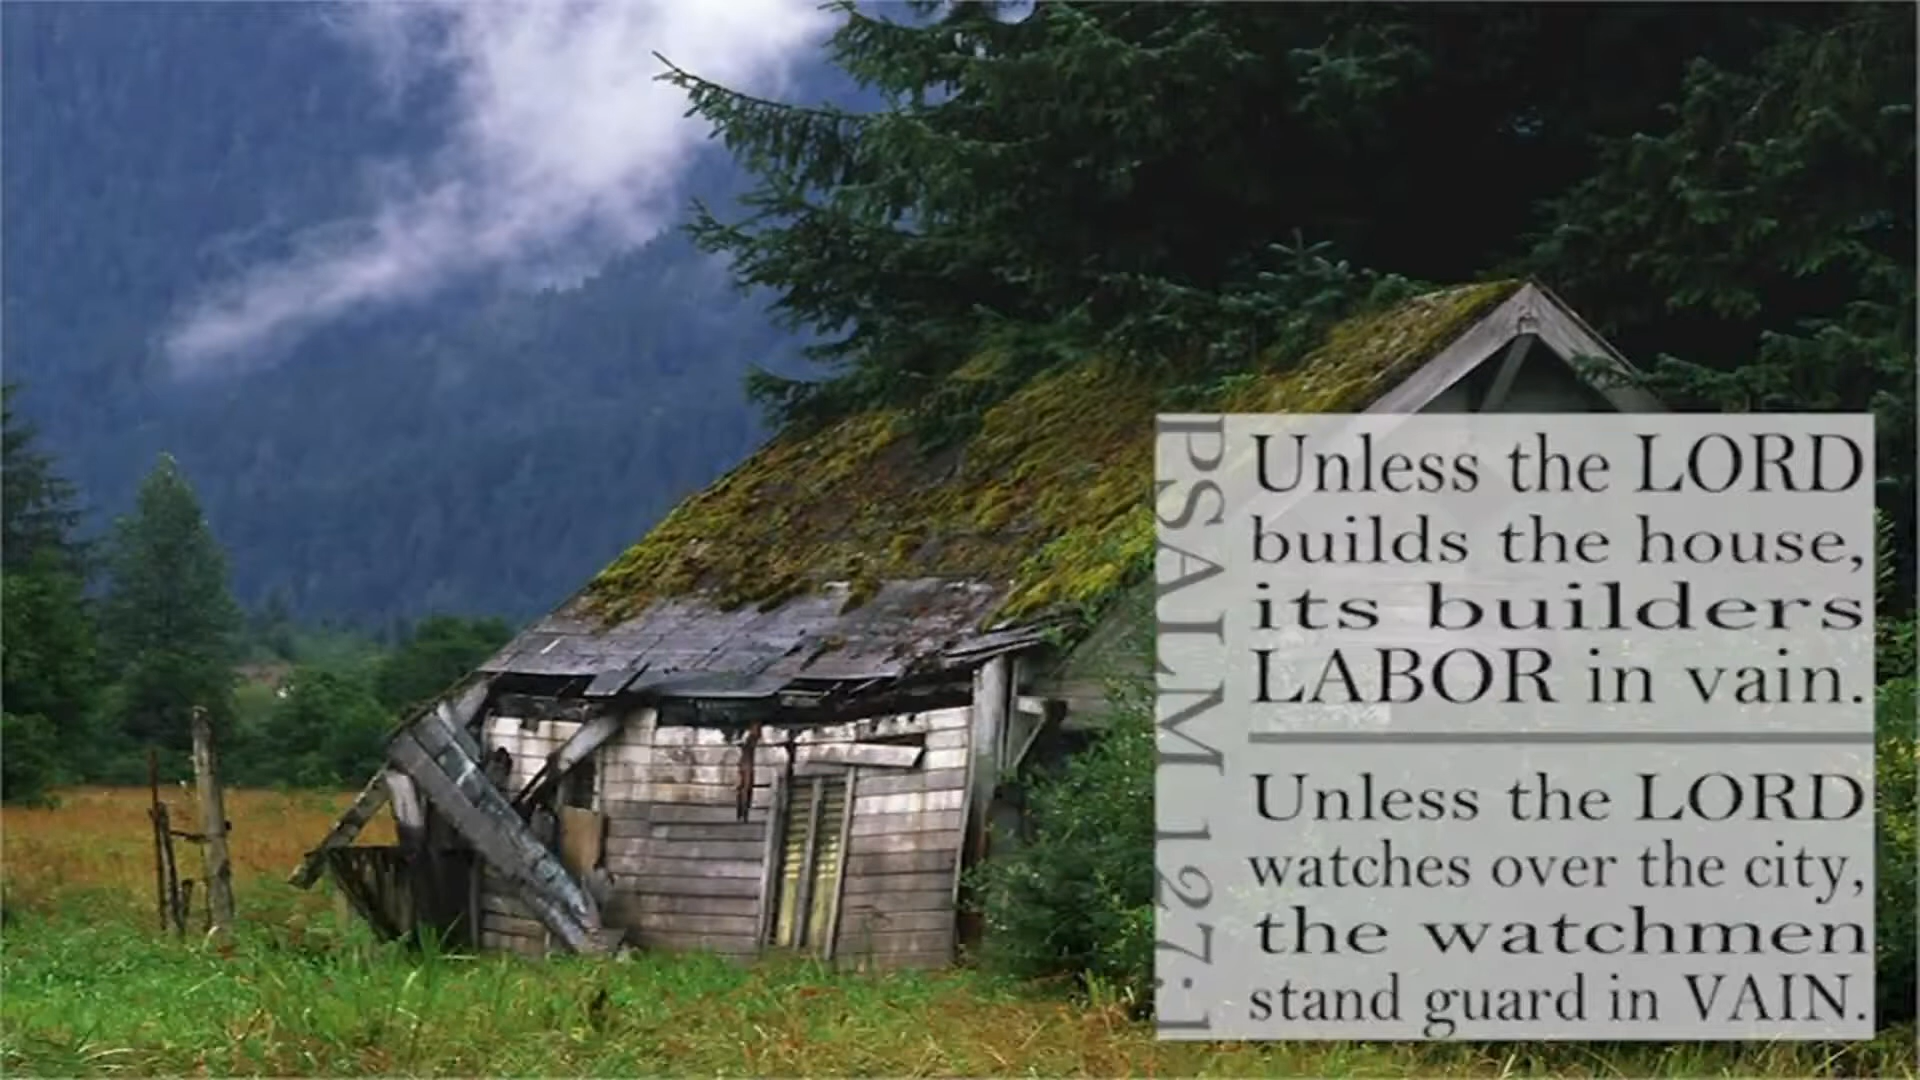 PSALM 127:1
Unless the LORD
builds the house,
its builders
LABOR in vain.
Unless the LORD
watches over the city,
the watchmen
stand guard in VAIN.